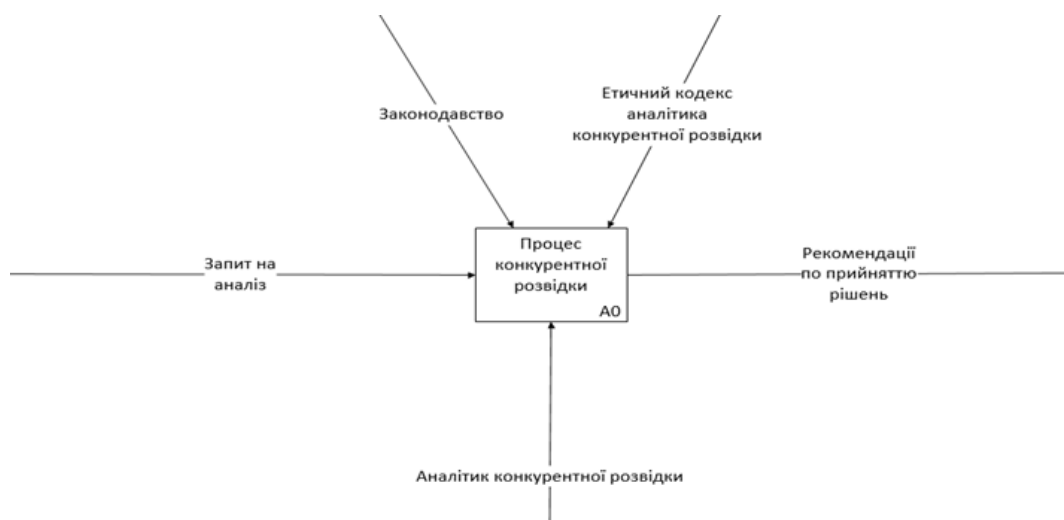 Законодавство
Етичний кодекс
аналітика
конкурентної розвідки
Процес
конкурентної
розвідки
А0
Запит на
аналіз
Рекомендації
по прийняттю
рішень
Аналітик конкурентної розвідки